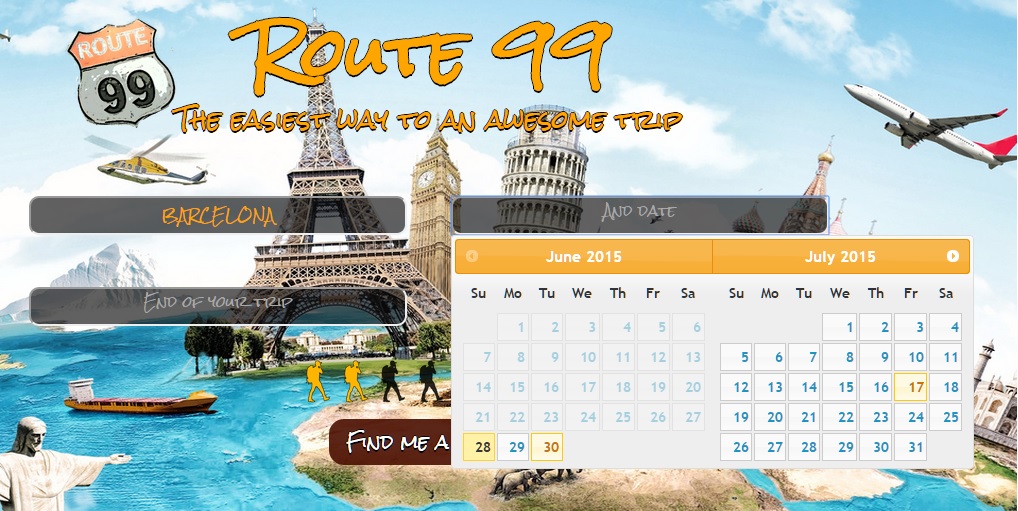 ROUTE
99
Route 99
The easiest way to an awesome trip
BARCELONA
And date
End of your trip
June 2015
Su Mo Tu We Th Fr Sa
1 2 3 4 5 6
7 8 9 10 11 12 13
14 15 16 17 18 19 20
21 22 23 24 25 26 27
28 29 30
July 2015
Su Mo Tu We Th Fr Sa
1 2 3 4
5 6 7 8 9 10 11
12 13 14 15 16 17 18
19 20 21 22 23 24 25
26 27 28 29 30 31
Find me a